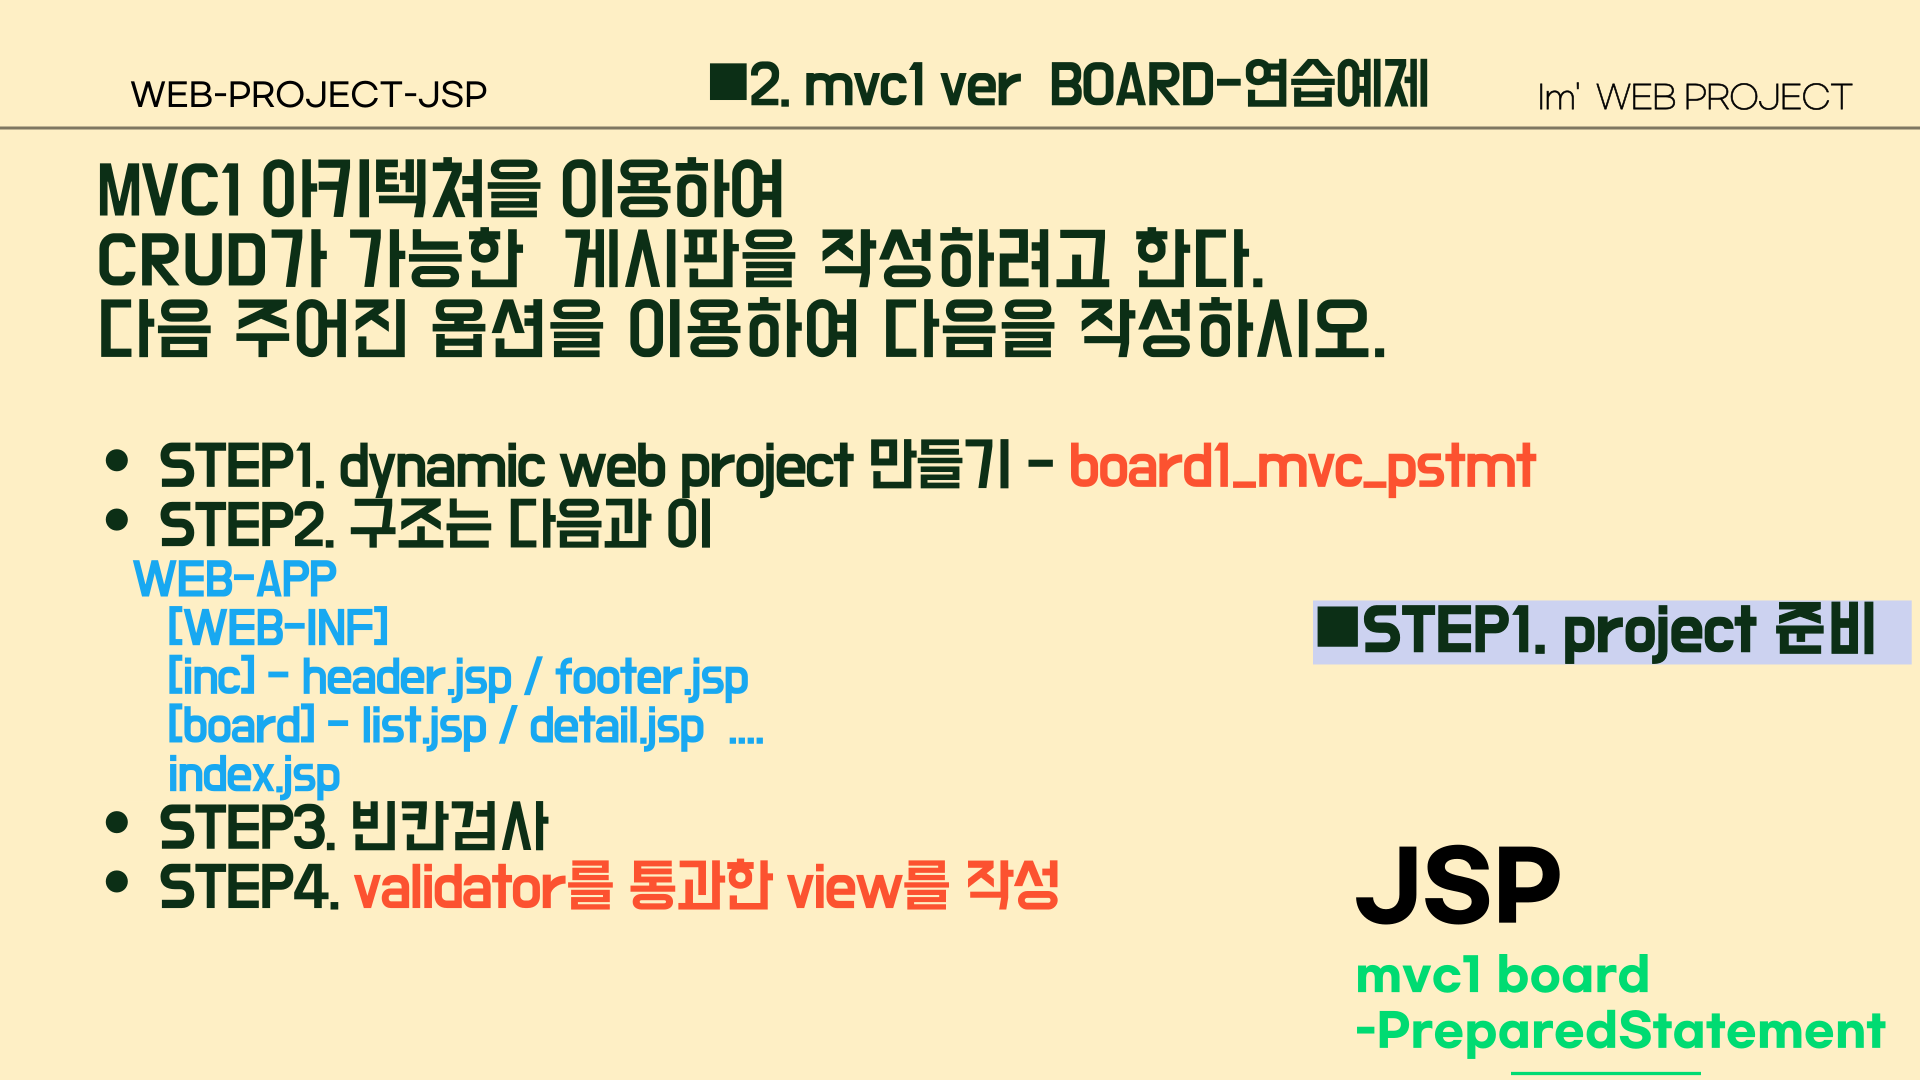 WEB-PROJECT-JSP
■2. mvc1 ver BOARD-연습예제
Im' WEB PROJECT
MVC1 아키텍쳐을 이용하여
CRUD가 가능한 게시판을 작성하려고 한다.
다음 주어진 옵션을 이용하여 다음을 작성하시오.
• STEP1. dynamic web project 만들기 - board1_mvc_pstmt
• STEP2. 구조는 다음과 이
WEB-APP
[WEB-INF]
[inc] - header.jsp / footer.jsp
[board] - list.jsp / detail.jsp ....
index.jsp
• STEP3. 빈칸검사
• STEP4. validator를 통과한 view를 작성
■STEP1. project 준비
JSP
mvc1 board
-PreparedStatement